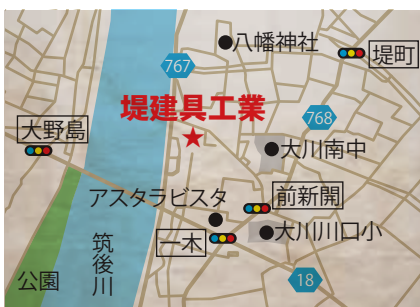 八幡神社
堤町
767
堤建具工業
768
大野島
大川南中
アスタラビスタ
前新開
一木
大川川口小
筑後川
公園
18